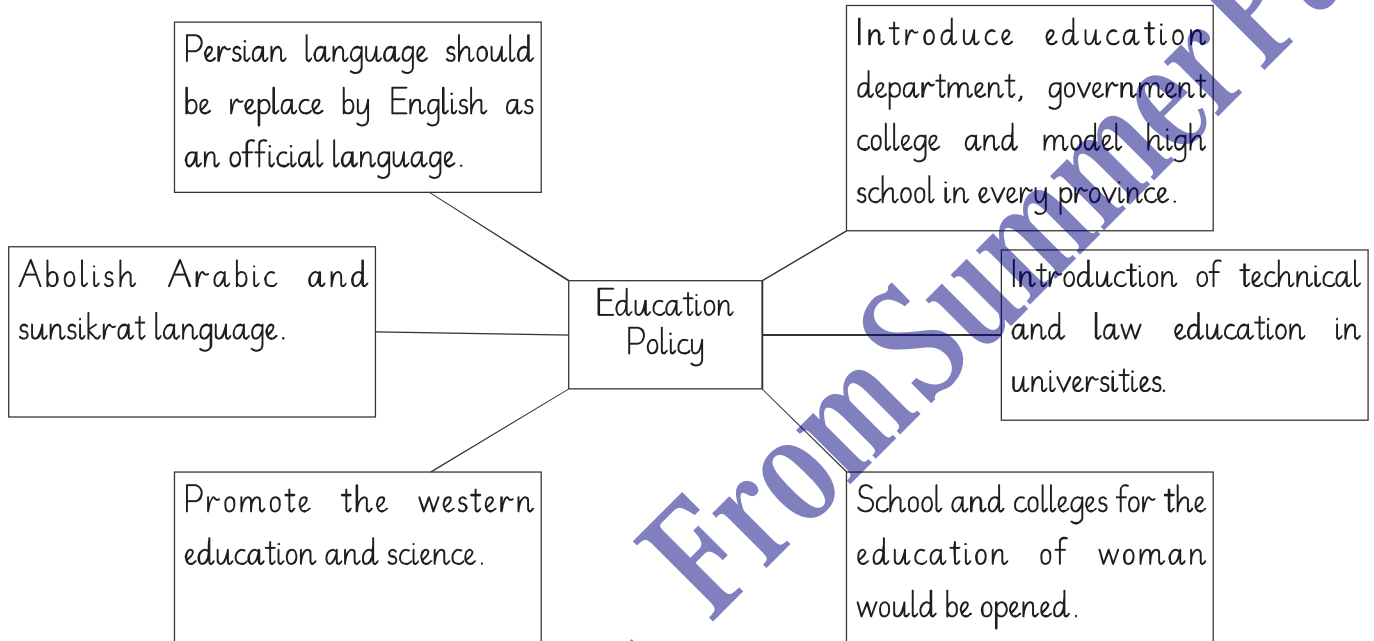 Persian language should
be replace by English as
an official language.
Introduce education
department, government
college and model high
school in every province.
Abolish Arabic and
sunsikrat language.
Education
Policy
Introduction of technical
and law education in
universities.
Promote the western
education and science.
School and colleges for the
education of woman
would be opened.
From Summer